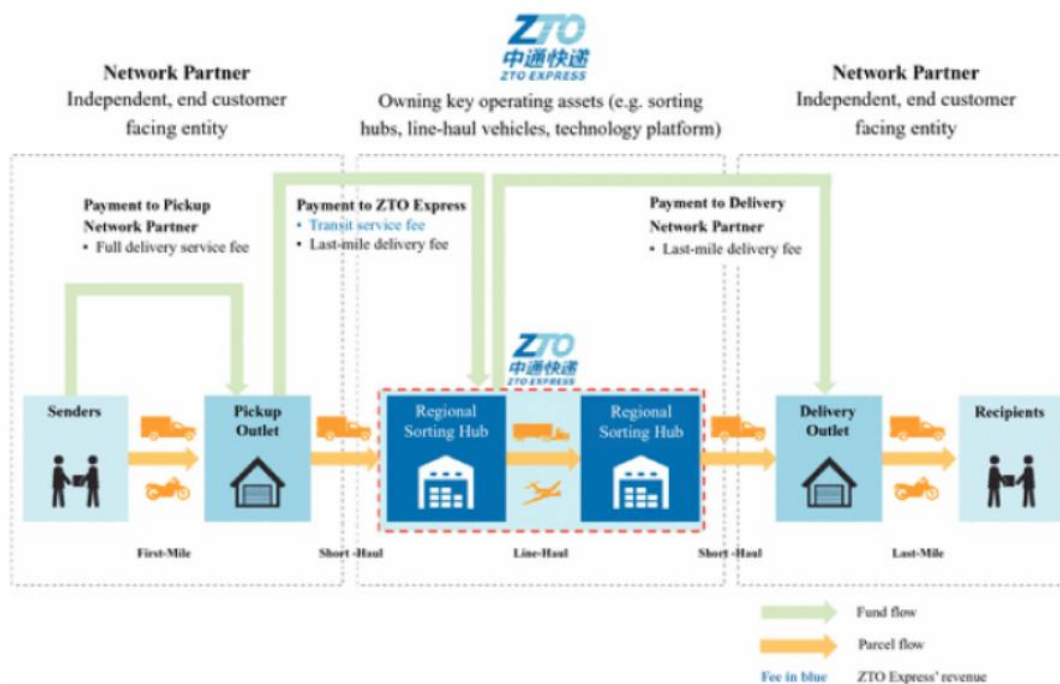 ZTO
中通快递
ZTO EXPRESS
Network Partner
Independent, end customer
facing entity
Owning key operating assets (e.g. sorting
hubs, line-haul vehicles, technology platform)
Network Partner
Independent, end customer
facing entity
Payment to Pickup
Network Partner
• Full delivery service fee
Payment to ZTO Express
• Transit service fee
• Last-mile delivery fee
Payment to Delivery
Network Partner
• Last-mile delivery fee
ZTO
中通快递
ZTO EXPRESS
Senders
Pickup
Outlet
Regional
Sorting Hub
Regional
Sorting Hub
Delivery
Outlet
Recipients
First-Mile
Short -Haul
Line-Haul
Short -Haul
Last-Mile
Fund flow
Parcel flow
Fee in blue
ZTO Express' revenue